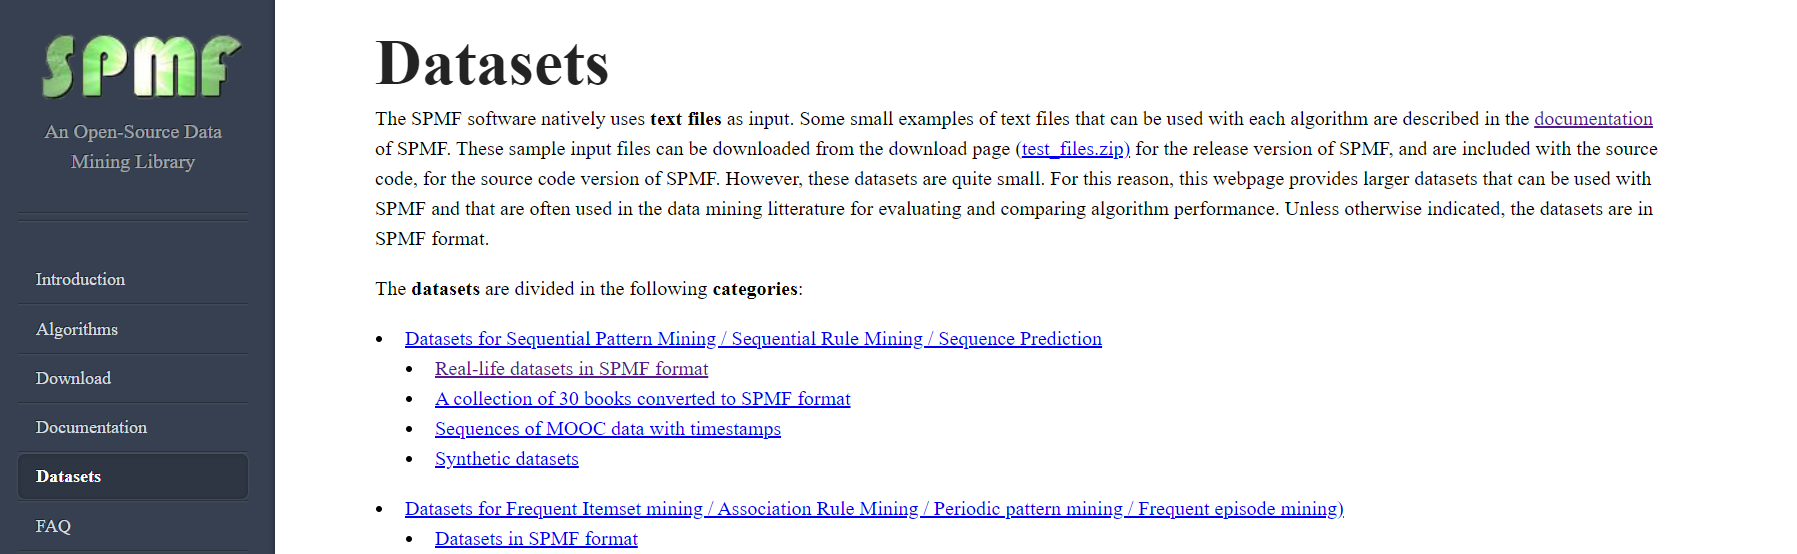 SPMF
An Open-Source Data
Mining Library
Introduction
Algorithms
Download
Documentation
Datasets
FAQ
Datasets
The SPMF software natively uses text files as input. Some small examples of text files that can be used with each algorithm are described in the documentation
of SPMF. These sample input files can be downloaded from the download page (test_files.zip) for the release version of SPMF, and are included with the source
code, for the source code version of SPMF. However, these datasets are quite small. For this reason, this webpage provides larger datasets that can be used with
SPMF and that are often used in the data mining litterature for evaluating and comparing algorithm performance. Unless otherwise indicated, the datasets are in
SPMF format.
The datasets are divided in the following categories:
• Datasets for Sequential Pattern Mining / Sequential Rule Mining / Sequence Prediction
• Real-life datasets in SPMF format
• A collection of 30 books converted to SPMF format
• Sequences of MOOC data with timestamps
• Synthetic datasets
• Datasets for Frequent Itemset mining / Association Rule Mining / Periodic pattern mining / Frequent episode mining)
• Datasets in SPMF format